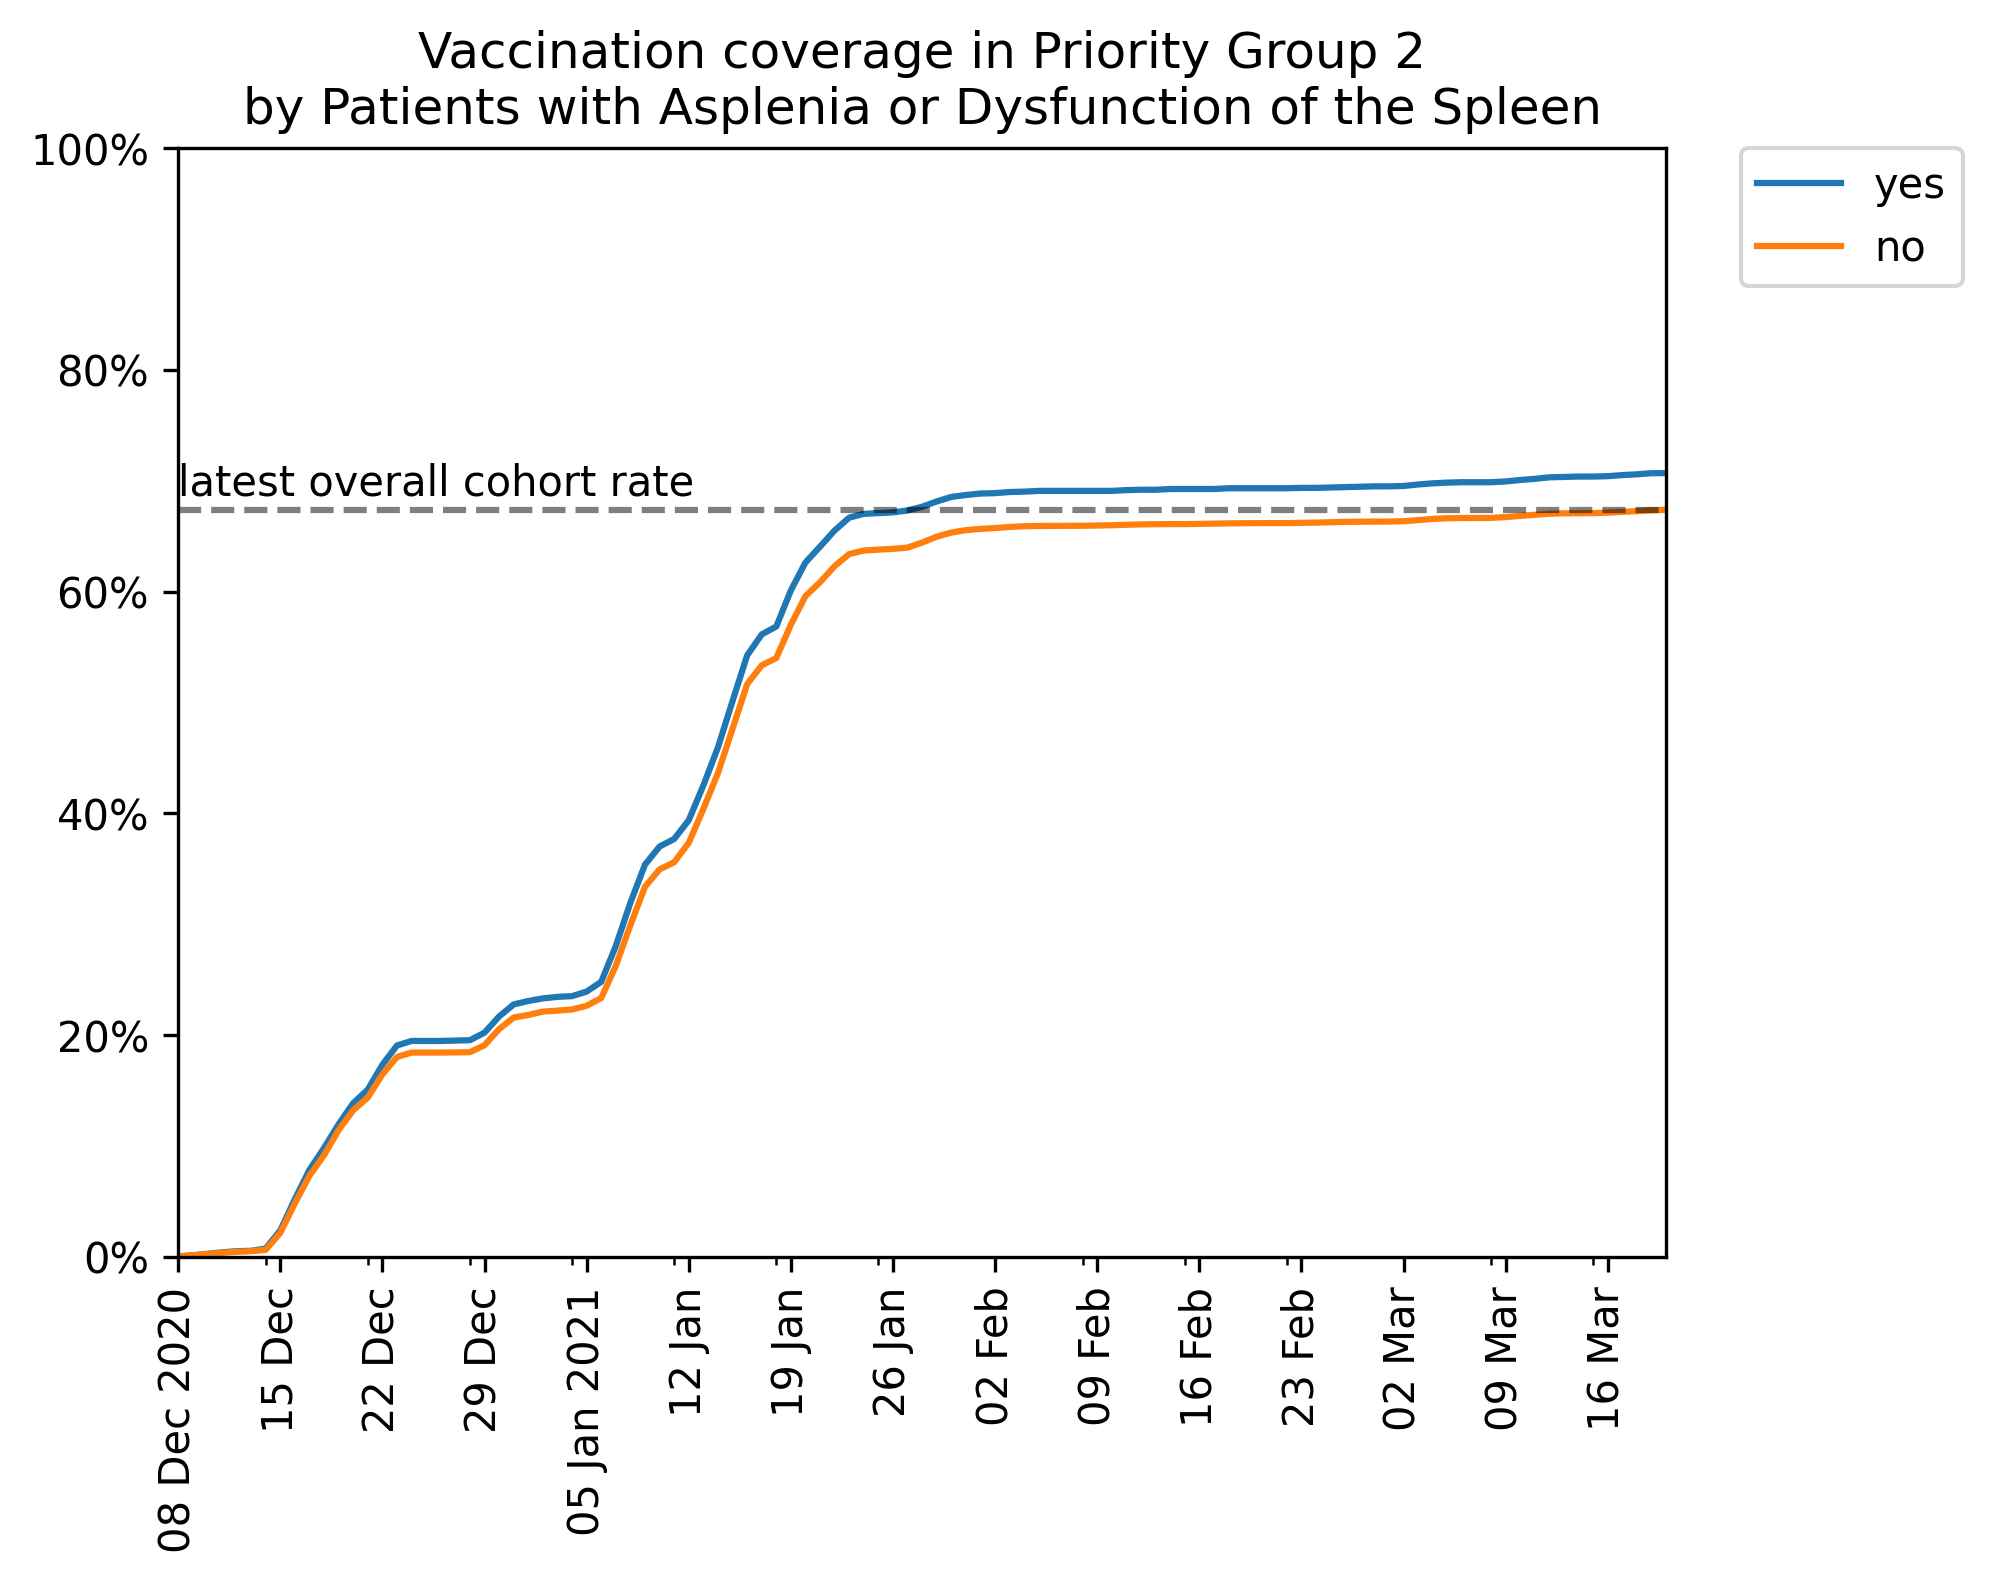 Vaccination coverage in Priority Group 2
by Patients with Asplenia or Dysfunction of the Spleen
100%
80%
60%
40%
20%
0%
latest overall cohort rate
yes
no
08 Dec 2020
15 Dec
22 Dec
29 Dec
05 Jan 2021
12 Jan
19 Jan
26 Jan
02 Feb
09 Feb
16 Feb
23 Feb
02 Mar
09 Mar
16 Mar